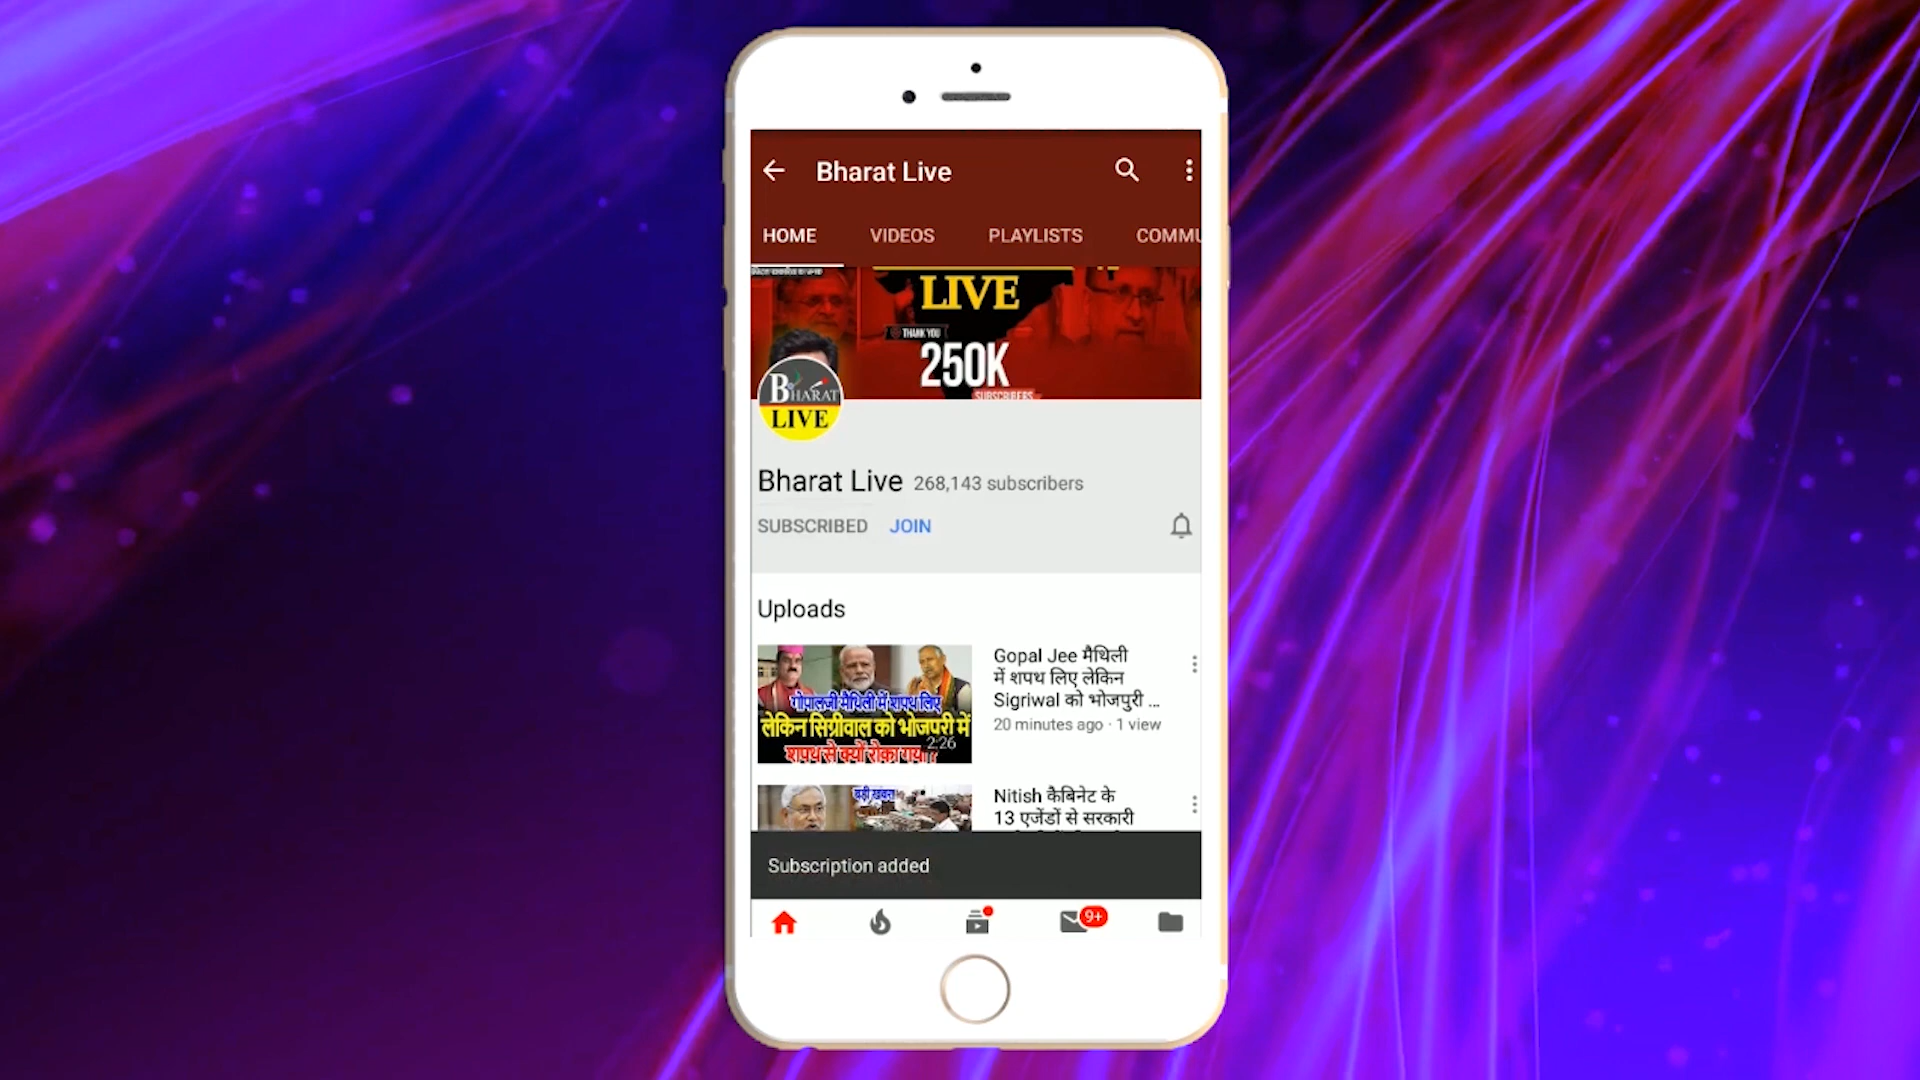 Bharat Live
HOME VIDEOS PLAYLISTS COMMU
LIVE
THANK YOU
250K
SUBSCRIBERS
BHARAT
LIVE
Bharat Live 268,143 subscribers
SUBSCRIBED JOIN
Uploads
गोपालजी मैथिली में शपथ लिए
लेकिन सिग्रीवाल को भोजपुरी में
शपथ से क्यों रोका गया
2:26
Gopal Jee मैथिली
में शपथ लिए लेकिन
Sigriwal को भोजपुरी ...
20 minutes ago · 1 view
बड़ी खबर
Nitish कैबिनेट के
13 एजेंडों से सरकारी
Subscription added
9+